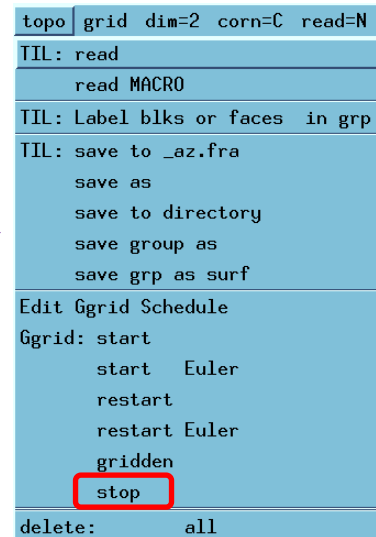 topo grid dim=2 corn=C read=N
TIL: read
read MACRO
TIL: Label blks or faces in grp
TIL: save to _az.fra
save as
save to directory
save group as
save grp as surf
Edit Ggrid Schedule
Ggrid: start
start Euler
restart
restart Euler
gridden
stop
delete: all